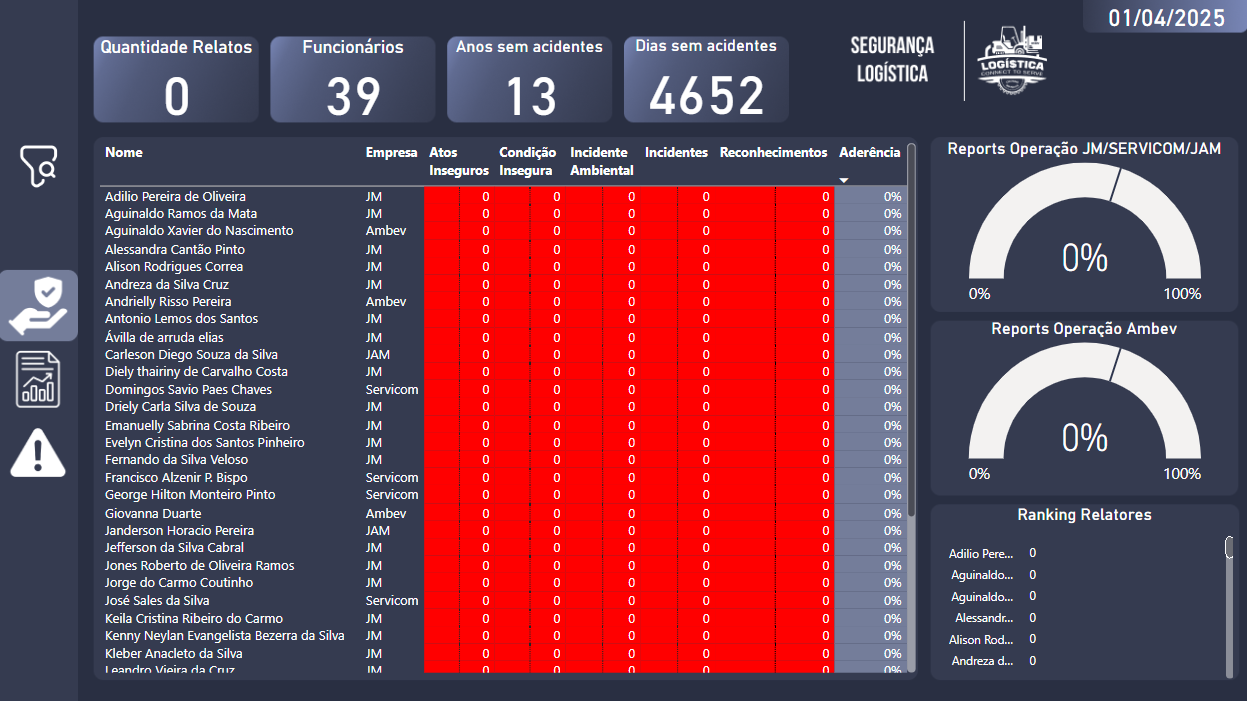 01/04/2025
Quantidade Relatos
0
Funcionários
39
Anos sem acidentes
13
Dias sem acidentes
4652
SEGURANÇA
LOGÍSTICA
LOGÍSTICA
CONNECT TO SERVE
Nome Empresa Atos Inseguros Condição Insegura Incidente Ambiental Incidentes Reconhecimentos Aderência
Adilio Pereira de Oliveira JM 0 0 0 0 0 0%
Aguinaldo Ramos da Mata JM 0 0 0 0 0 0%
Aguinaldo Xavier do Nascimento Ambev 0 0 0 0 0 0%
Alessandra Cantão Pinto JM 0 0 0 0 0 0%
Alison Rodrigues Correa JM 0 0 0 0 0 0%
Andreza da Silva Cruz JM 0 0 0 0 0 0%
Andrielly Risso Pereira Ambev 0 0 0 0 0 0%
Antonio Lemos dos Santos JM 0 0 0 0 0 0%
Ávilla de arruda elias JM 0 0 0 0 0 0%
Carleson Diego Souza da Silva JAM 0 0 0 0 0 0%
Diely thairiny de Carvalho Costa JM 0 0 0 0 0 0%
Domingos Savio Paes Chaves Servicom 0 0 0 0 0 0%
Driely Carla Silva de Souza JM 0 0 0 0 0 0%
Emanuelly Sabrina Costa Ribeiro JM 0 0 0 0 0 0%
Evelyn Cristina dos Santos Pinheiro JM 0 0 0 0 0 0%
Fernando da Silva Veloso JM 0 0 0 0 0 0%
Francisco Alzenir P. Bispo Servicom 0 0 0 0 0 0%
George Hilton Monteiro Pinto Servicom 0 0 0 0 0 0%
Giovanna Duarte Ambev 0 0 0 0 0 0%
Janderson Horacio Pereira JAM 0 0 0 0 0 0%
Jefferson da Silva Cabral JM 0 0 0 0 0 0%
Jones Roberto de Oliveira Ramos JM 0 0 0 0 0 0%
Jorge do Carmo Coutinho JM 0 0 0 0 0 0%
José Sales da Silva Servicom 0 0 0 0 0 0%
Keila Cristina Ribeiro do Carmo JM 0 0 0 0 0 0%
Kenny Neylan Evangelista Bezerra da Silva JM 0 0 0 0 0 0%
Kleber Anacleto da Silva JM 0 0 0 0 0 0%
Leandro Vieira da Cruz JM 0 0 0 0 0 0%
Reports Operação JM/SERVICOM/JAM
0%
0% 100%
Reports Operação Ambev
0%
0% 100%
Ranking Relatores
Adilio Pere... 0
Aguinaldo... 0
Aguinaldo... 0
Alessandr... 0
Alison Rod... 0
Andreza d... 0